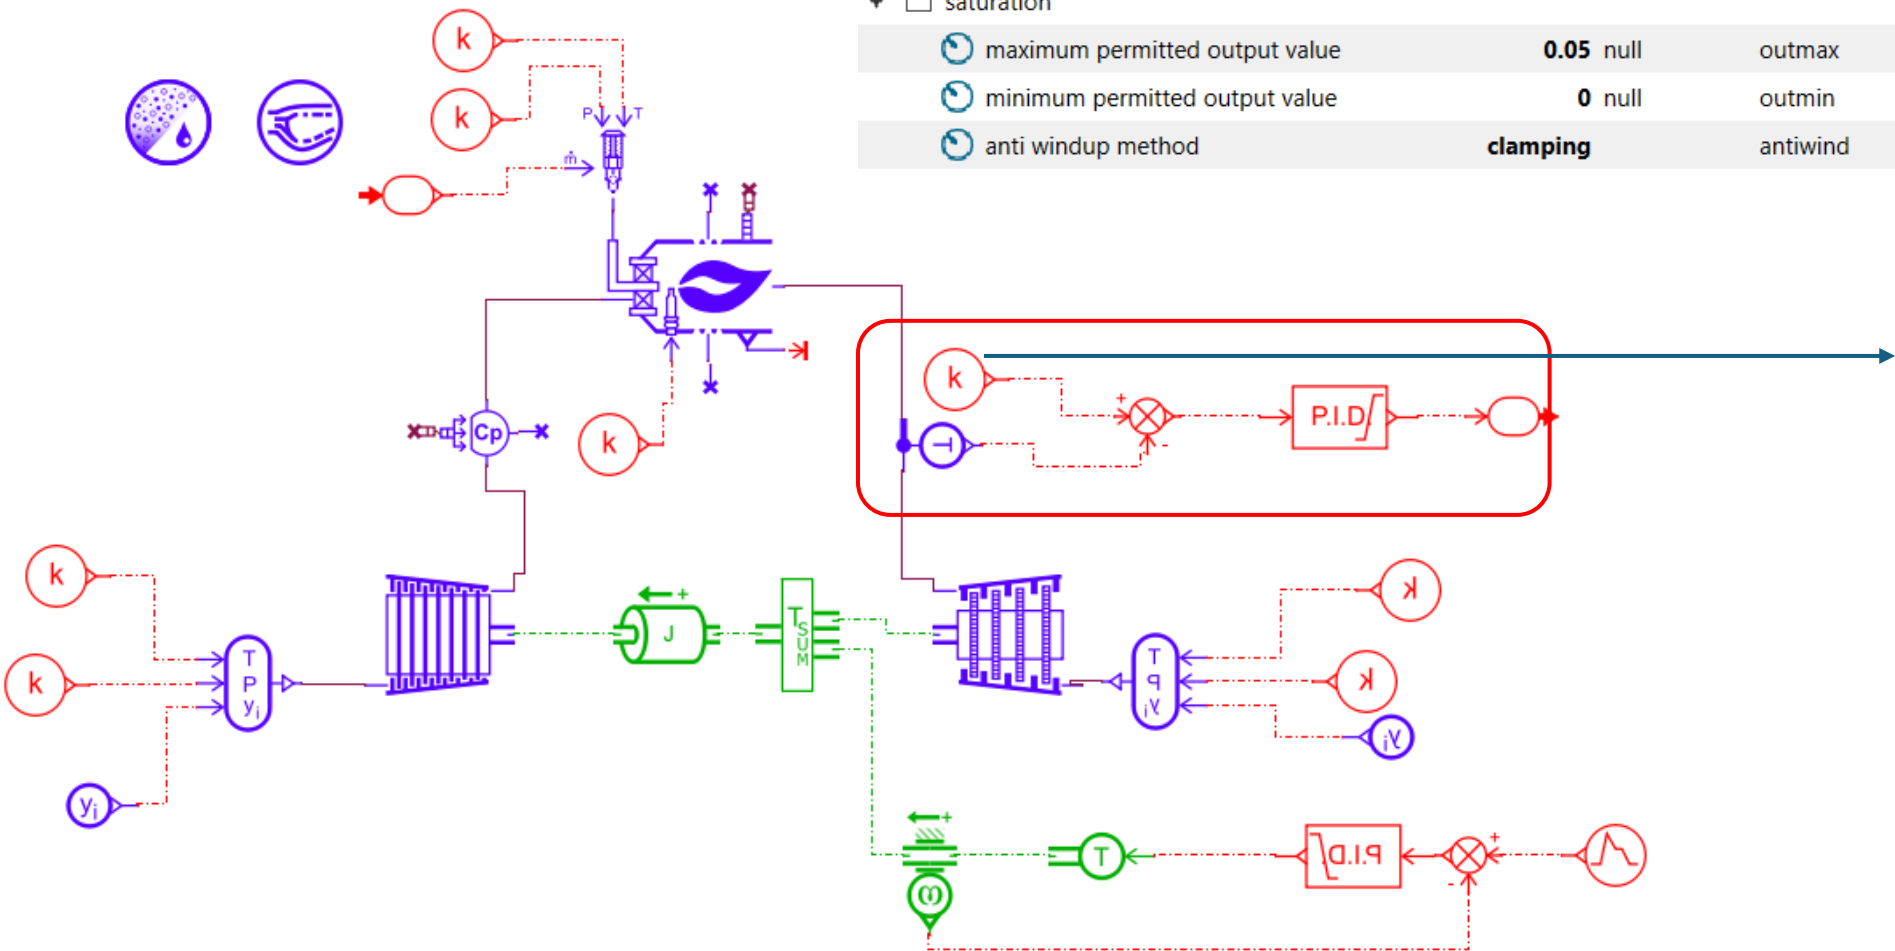 saturation
maximum permitted output value 0.05 null outmax
minimum permitted output value 0 null outmin
anti windup method clamping antiwind
k
k
P T
ṁ
k
+
k
P.I.D
T
-
Cp
k
k
k
T
P
yi
yi
+
J
T
SUM
k
k
T
P
yi
yi
+
ω
T
P.I.D.
+
-